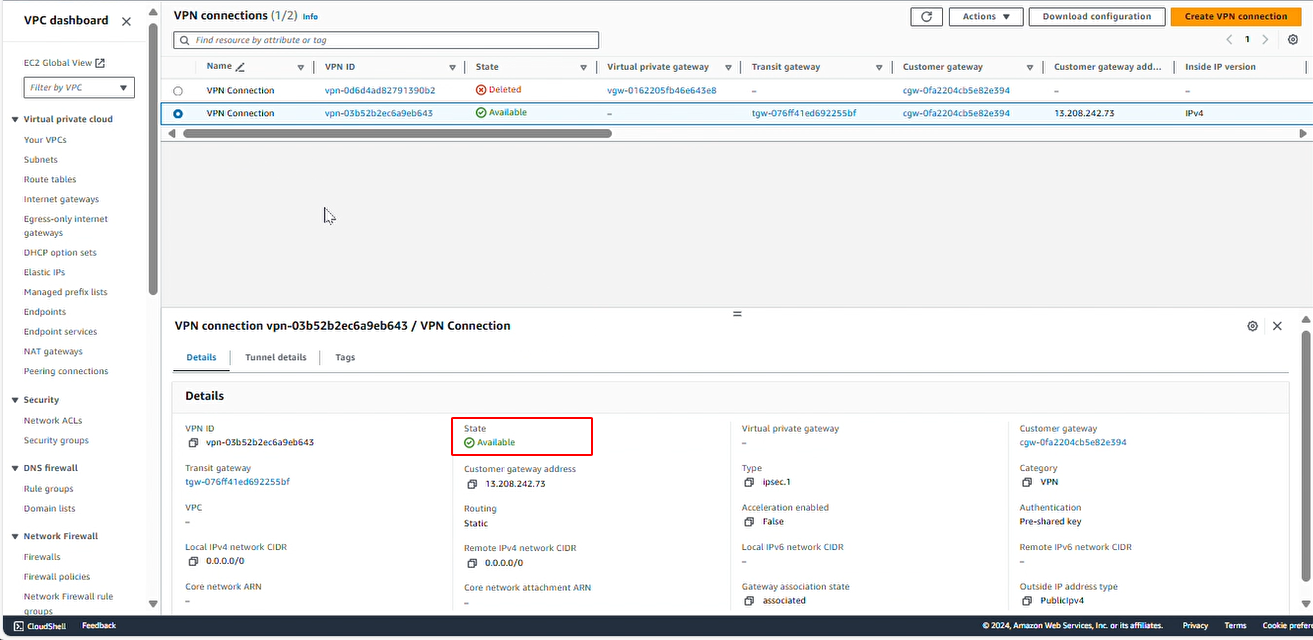 VPC dashboard
EC2 Global View
Filter by VPC
Virtual private cloud
Your VPCs
Subnets
Route tables
Internet gateways
Egress-only internet
gateways
DHCP option sets
Elastic IPs
Managed prefix lists
Endpoints
Endpoint services
NAT gateways
Peering connections
Security
Network ACLs
Security groups
DNS firewall
Rule groups
Domain lists
Network Firewall
Firewalls
Firewall policies
Network Firewall rule
groups
VPN connections (1/2) Info
Actions
Download configuration
Create VPN connection
Find resource by attribute or tag
1
Name VPN ID State Virtual private gateway Transit gateway Customer gateway Customer gateway add... Inside IP version
VPN Connection vpn-0d6d4ad82791390b2 Deleted vgw-0162205fb46e643e8 – cgw-0fa2204cb5e82e394 – –
VPN Connection vpn-03b52b2ec6a9eb643 Available – tgw-076ff41ed692255bf cgw-0fa2204cb5e82e394 13.208.242.73 IPv4
VPN connection vpn-03b52b2ec6a9eb643 / VPN Connection
Details Tunnel details Tags
Details
VPN ID
vpn-03b52b2ec6a9eb643
Transit gateway
tgw-076ff41ed692255bf
VPC
–
Local IPv4 network CIDR
0.0.0.0/0
Core network ARN
–
State
Available
Customer gateway address
13.208.242.73
Routing
Static
Remote IPv4 network CIDR
0.0.0.0/0
Core network attachment ARN
–
Virtual private gateway
–
Type
ipsec.1
Acceleration enabled
False
Local IPv6 network CIDR
–
Gateway association state
associated
Customer gateway
cgw-0fa2204cb5e82e394
Category
VPN
Authentication
Pre-shared key
Remote IPv6 network CIDR
–
Outside IP address type
PublicIpv4
CloudShell Feedback © 2024, Amazon Web Services, Inc. or its affiliates. Privacy Terms Cookie prefer